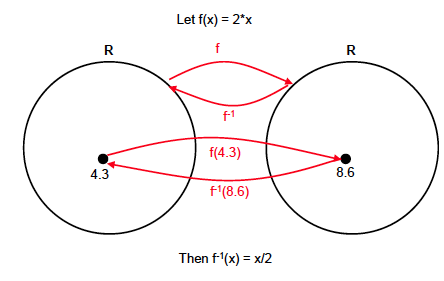 Let f(x) = 2*x
R
f
R
f-1
f(4.3)
4.3
8.6
f-1(8.6)
Then f-1(x) = x/2